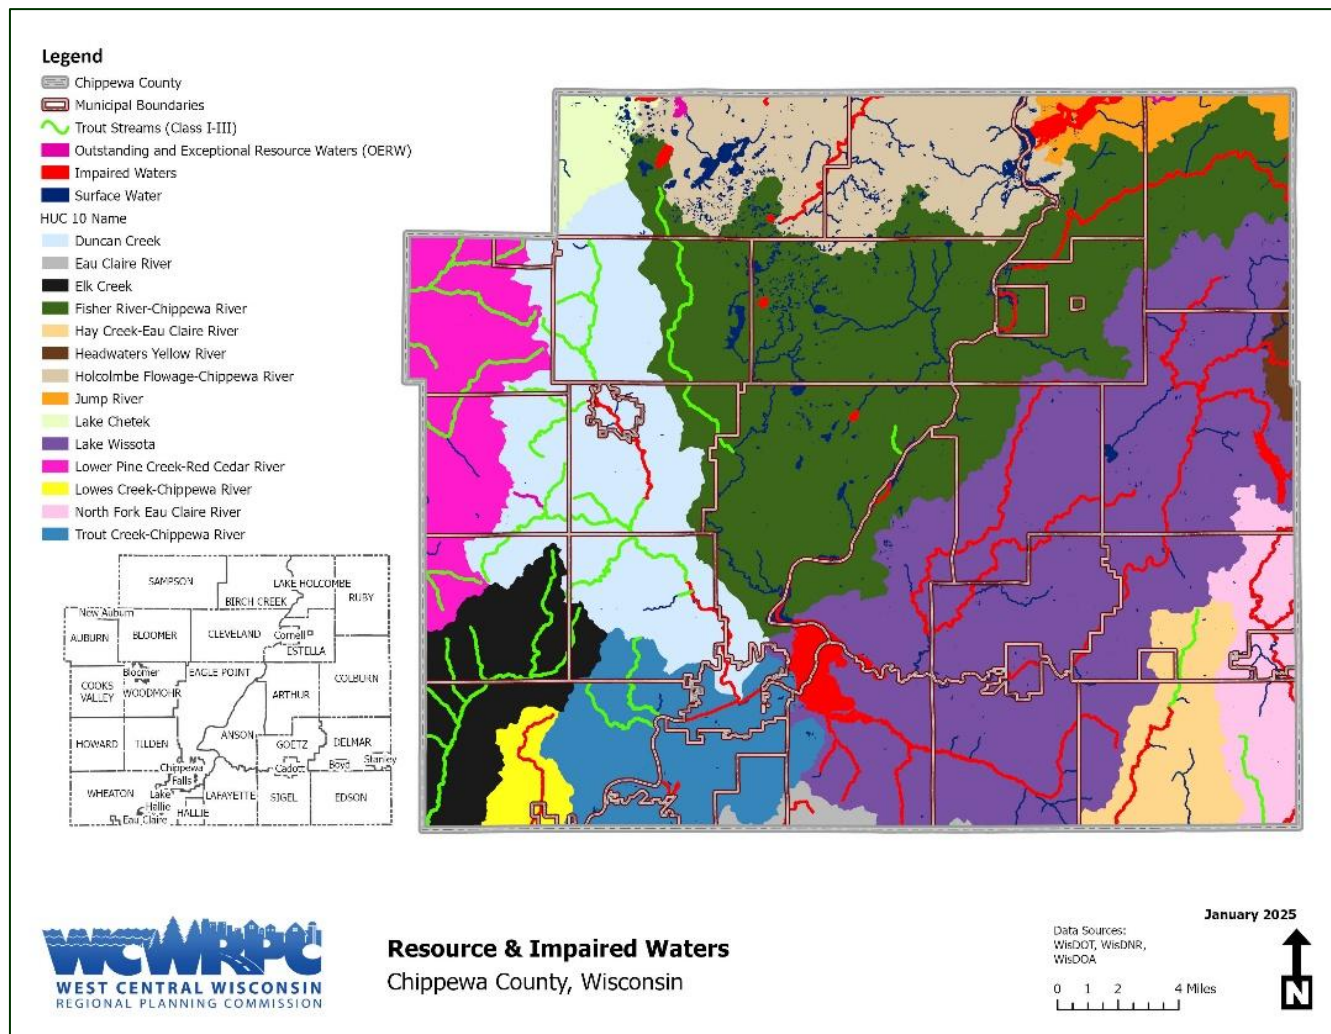 Legend
Chippewa County
Municipal Boundaries
Trout Streams (Class I-III)
Outstanding and Exceptional Resource Waters (OERW)
Impaired Waters
Surface Water
HUC 10 Name
Duncan Creek
Eau Claire River
Elk Creek
Fisher River-Chippewa River
Hay Creek-Eau Claire River
Headwaters Yellow River
Holcolmbe Flowage-Chippewa River
Jump River
Lake Chetek
Lake Wissota
Lower Pine Creek-Red Cedar River
Lowes Creek-Chippewa River
North Fork Eau Claire River
Trout Creek-Chippewa River
SAMPSON
LAKE HOLCOMBE
RUBY
BIRCH CREEK
New Auburn
AUBURN
BLOOMER
CLEVELAND
Cornell
ESTELLA
Bloomer
EAGLE POINT
COLBURN
COOKS
VALLEY
WOODMOHR
ARTHUR
HOWARD
TILDEN
ANSON
GOETZ
DELMAR
Chippewa
Falls
Cadott
Boyd
Stanley
WHEATON
Lake
Hallie
LAFAYETTE
SIGEL
EDSON
HALLIE
Eau Claire
WCWRPC
WEST CENTRAL WISCONSIN
REGIONAL PLANNING COMMISSION
Resource & Impaired Waters
Chippewa County, Wisconsin
January 2025
Data Sources:
WisDOT, WisDNR,
WisDOA
0 1 2 4 Miles
N